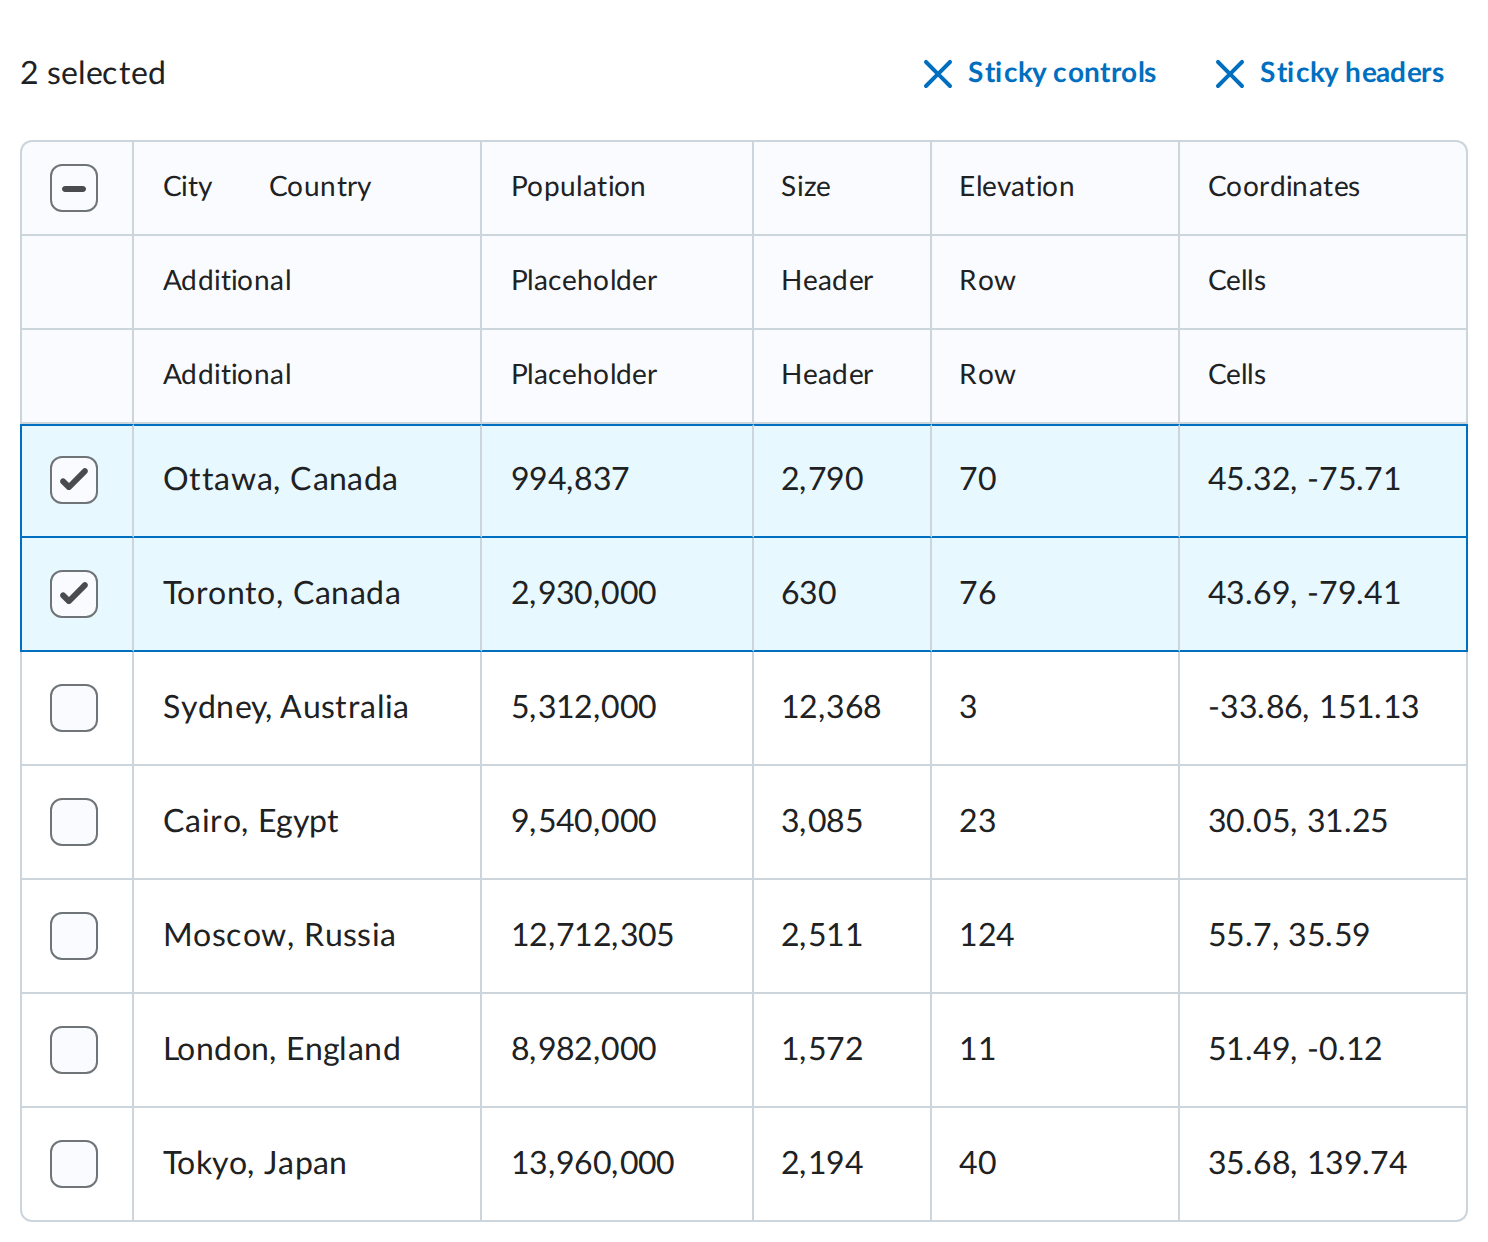 2 selected Sticky controls Sticky headers
City Country Population Size Elevation Coordinates
Additional Placeholder Header Row Cells
Additional Placeholder Header Row Cells
Ottawa, Canada 994,837 2,790 70 45.32, -75.71
Toronto, Canada 2,930,000 630 76 43.69, -79.41
Sydney, Australia 5,312,000 12,368 3 -33.86, 151.13
Cairo, Egypt 9,540,000 3,085 23 30.05, 31.25
Moscow, Russia 12,712,305 2,511 124 55.7, 35.59
London, England 8,982,000 1,572 11 51.49, -0.12
Tokyo, Japan 13,960,000 2,194 40 35.68, 139.74